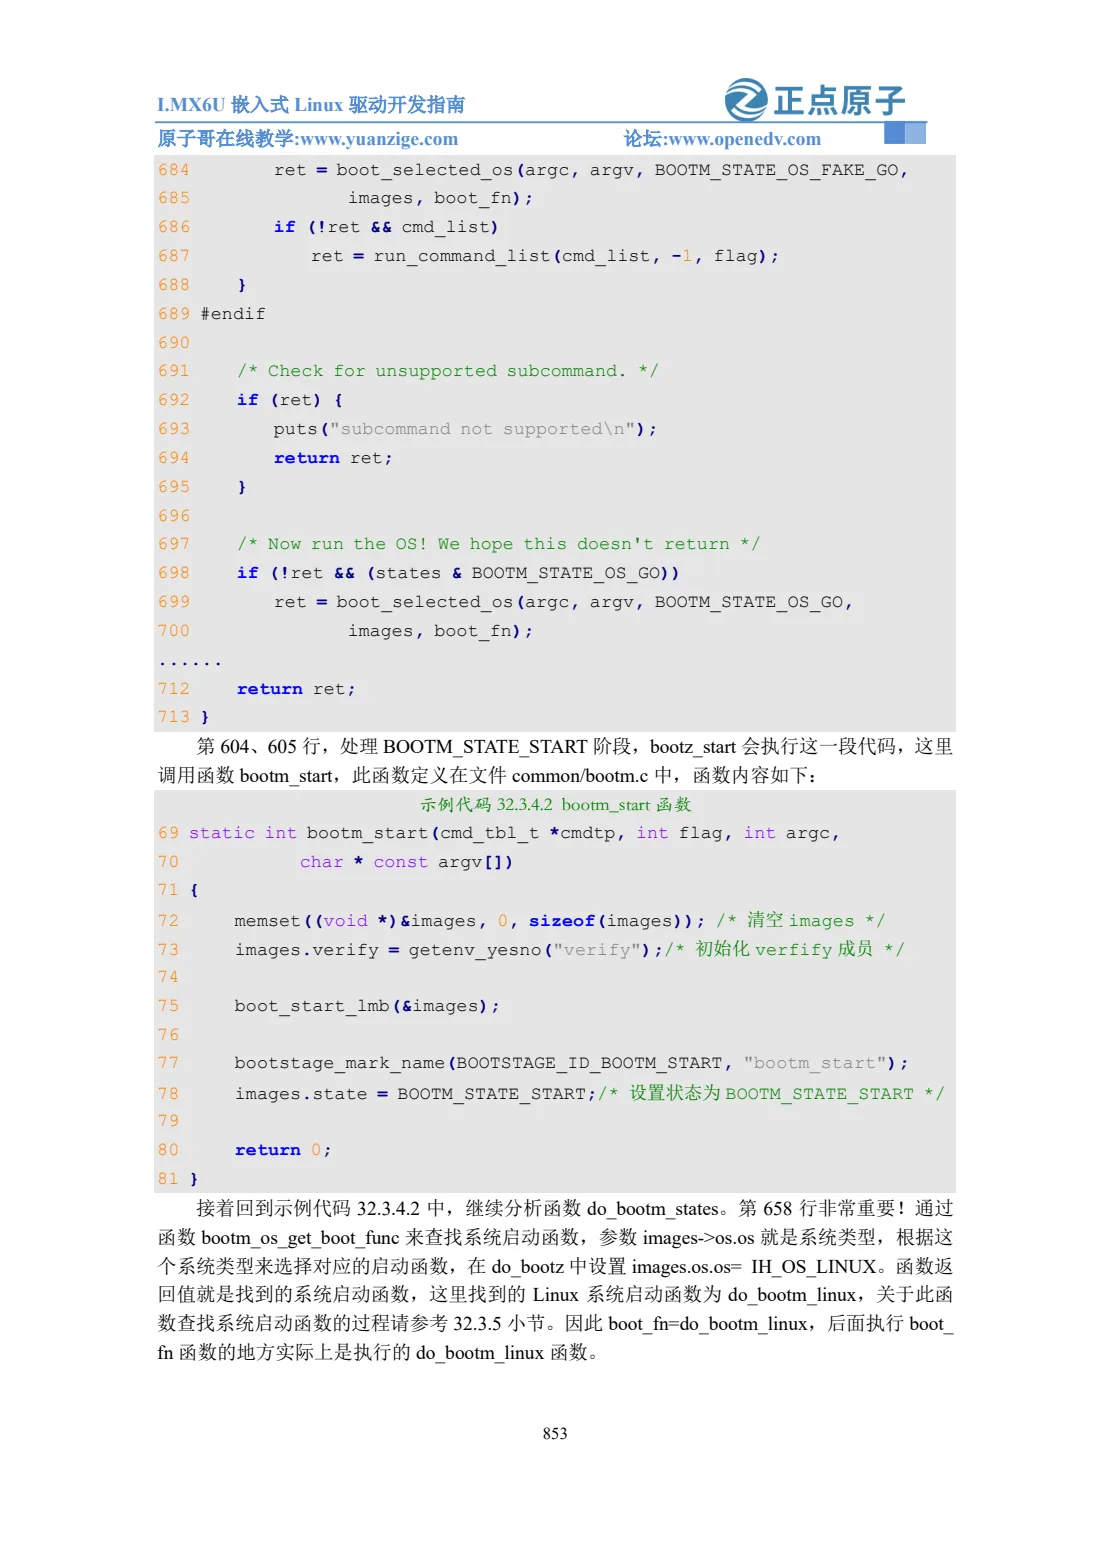 I.MX6U 嵌入式 Linux 驱动开发指南
正点原子
原子哥在线教学:www.yuanzige.com 论坛:www.openedv.com
684        ret = boot_selected_os(argc, argv, BOOTM_STATE_OS_FAKE_GO,
685               images, boot_fn);
686        if (!ret && cmd_list)
687            ret = run_command_list(cmd_list, -1, flag);
688    }
689 #endif
690
691    /* Check for unsupported subcommand. */
692    if (ret) {
693        puts("subcommand not supported\n");
694        return ret;
695    }
696
697    /* Now run the OS! We hope this doesn't return */
698    if (!ret && (states & BOOTM_STATE_OS_GO))
699        ret = boot_selected_os(argc, argv, BOOTM_STATE_OS_GO,
700               images, boot_fn);
......
712    return ret;
713 }
第 604、605 行，处理 BOOTM_STATE_START 阶段，bootz_start 会执行这一段代码，这里
调用函数 bootm_start，此函数定义在文件 common/bootm.c 中，函数内容如下：
示例代码 32.3.4.2 bootm_start 函数
69 static int bootm_start(cmd_tbl_t *cmdtp, int flag, int argc,
70           char * const argv[])
71 {
72     memset((void *)&images, 0, sizeof(images)); /* 清空 images */
73     images.verify = getenv_yesno("verify");/* 初始化 verfify 成员 */
74
75     boot_start_lmb(&images);
76
77     bootstage_mark_name(BOOTSTAGE_ID_BOOTM_START, "bootm_start");
78     images.state = BOOTM_STATE_START;/* 设置状态为 BOOTM_STATE_START */
79
80     return 0;
81 }
接着回到示例代码 32.3.4.2 中，继续分析函数 do_bootm_states。第 658 行非常重要！通过
函数 bootm_os_get_boot_func 来查找系统启动函数，参数 images->os.os 就是系统类型，根据这
个系统类型来选择对应的启动函数，在 do_bootz 中设置 images.os.os= IH_OS_LINUX。函数返
回值就是找到的系统启动函数，这里找到的 Linux 系统启动函数为 do_bootm_linux，关于此函
数查找系统启动函数的过程请参考 32.3.5 小节。因此 boot_fn=do_bootm_linux，后面执行 boot_
fn 函数的地方实际上是执行的 do_bootm_linux 函数。
853